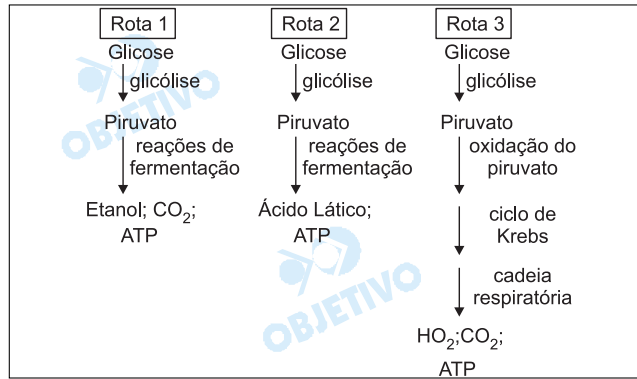 Rota 1
Glicose
glicólise
Piruvato
reações de
fermentação
Etanol; CO₂;
ATP
Rota 2
Glicose
glicólise
Piruvato
reações de
fermentação
Ácido Lático;
ATP
Rota 3
Glicose
glicólise
Piruvato
oxidação do
piruvato
ciclo de
Krebs
cadeia
respiratória
HO₂;CO₂;
ATP
OBJETIVO
OBJETIVO